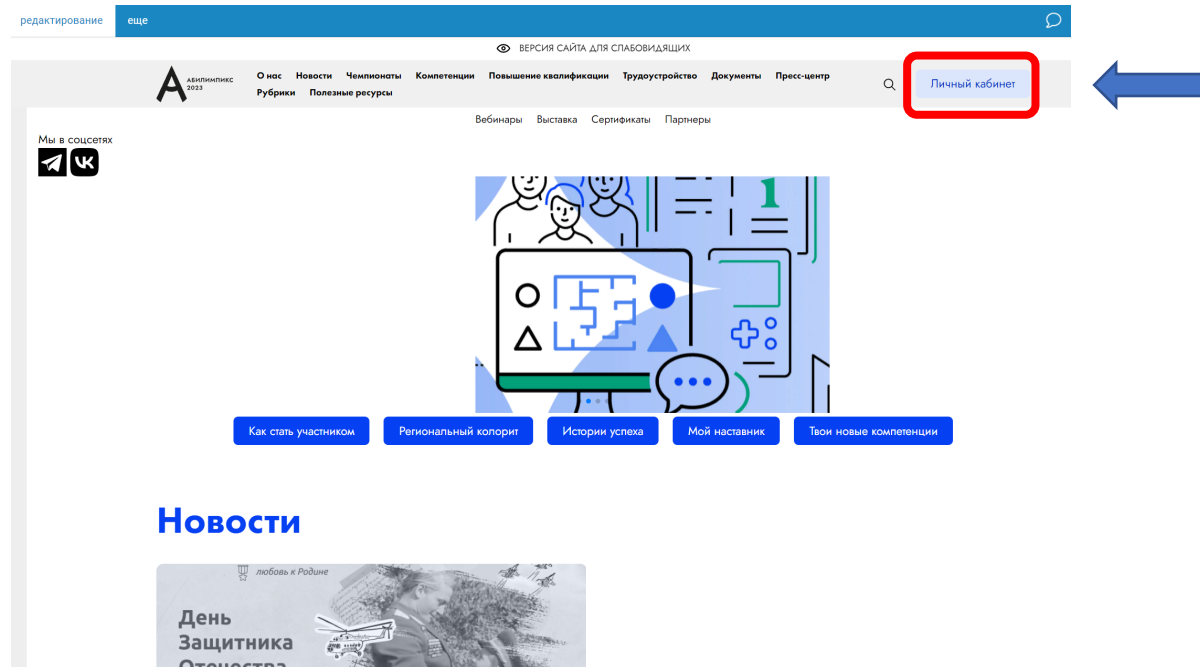 редактирование еще
ВЕРСИЯ САЙТА ДЛЯ СЛАБОВИДЯЩИХ
АБИЛИМПИКС
2023
О нас Новости Чемпионаты Компетенции Повышение квалификации Трудоустройство Документы Пресс-центр
Рубрики Полезные ресурсы
Личный кабинет
Вебинары Выставка Сертификаты Партнеры
Мы в соцсетях
Как стать участником Региональный колорит Истории успеха Мой наставник Твои новые компетенции
Новости
любовь к Родине
День
Защитника
Отечества